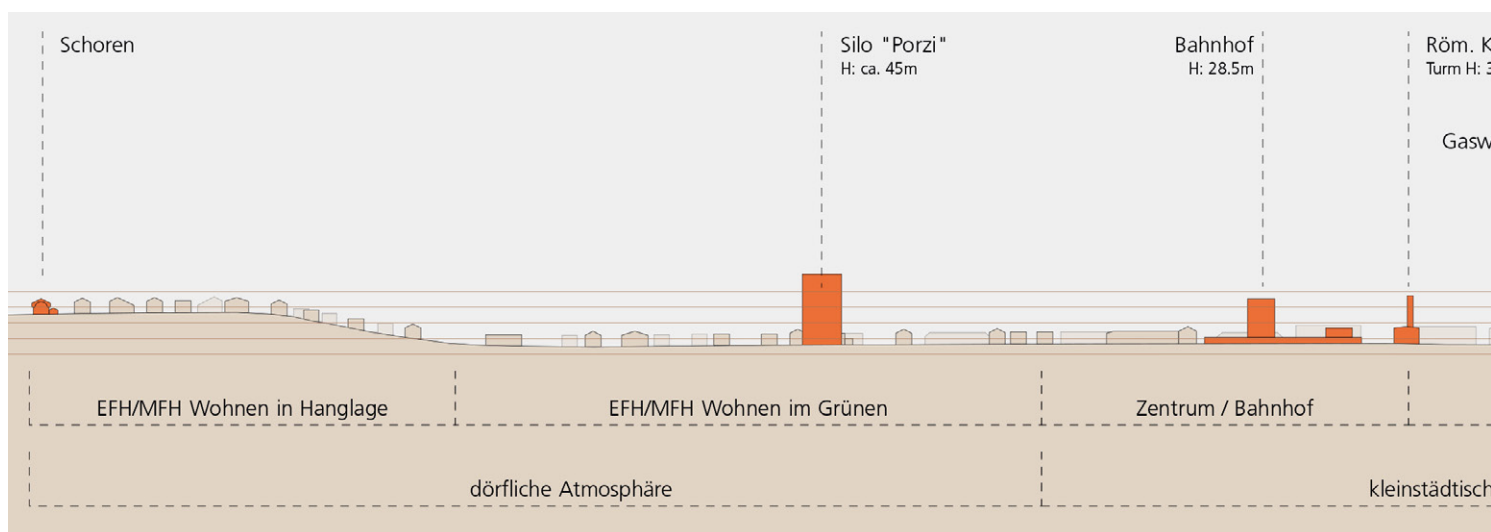 Schoren
Silo "Porzi"
H: ca. 45m
Bahnhof
H: 28.5m
Röm. K
Turm H: 3
Gasw
EFH/MFH Wohnen in Hanglage
EFH/MFH Wohnen im Grünen
Zentrum / Bahnhof
dörfliche Atmosphäre
kleinstädtisch